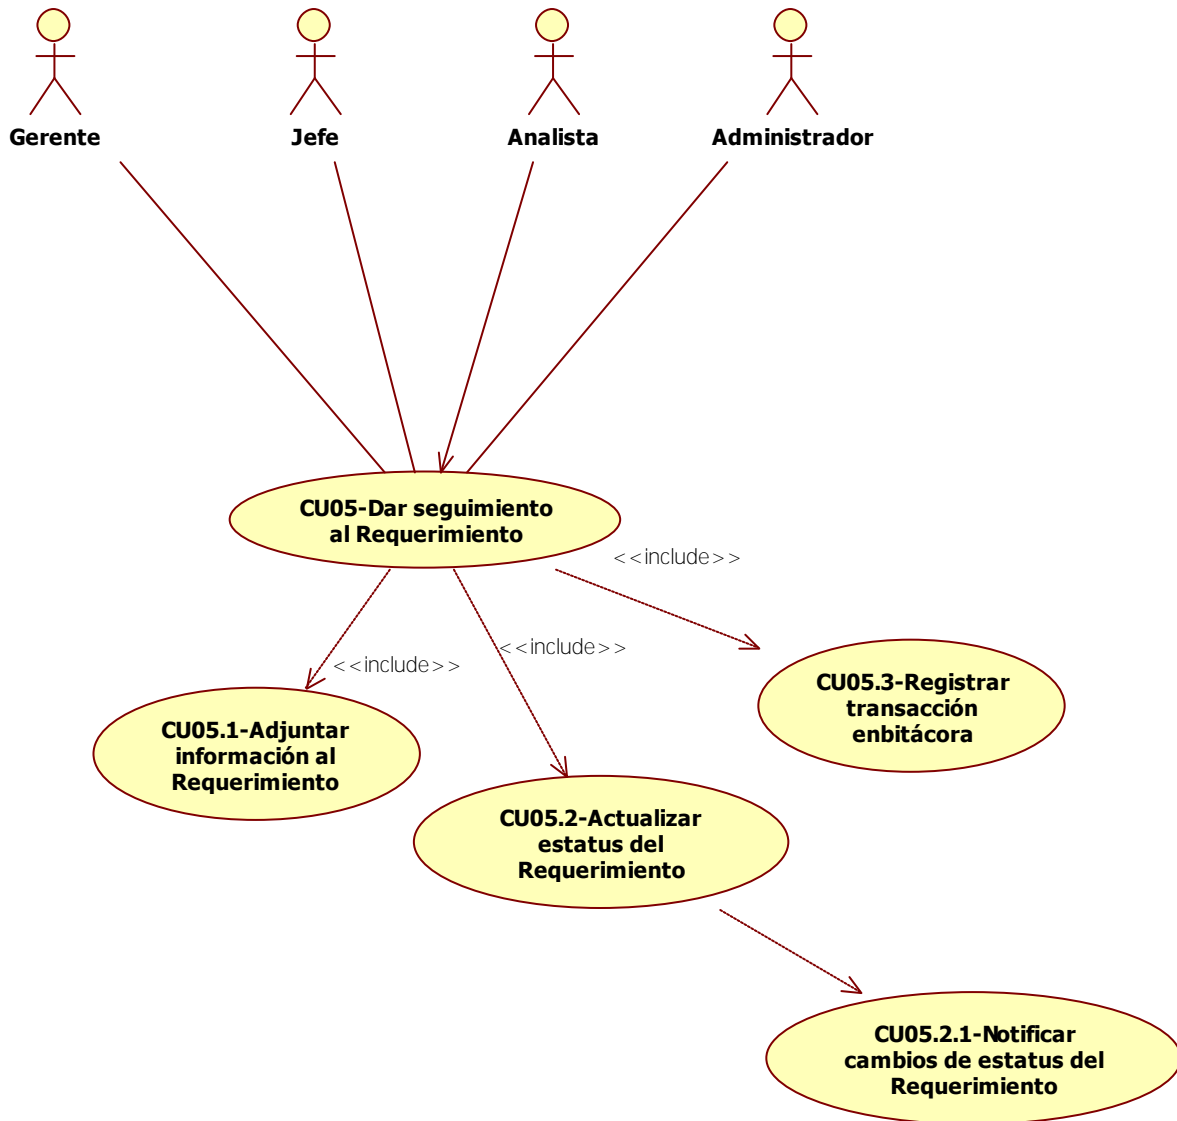 Gerente
Jefe
Analista
Administrador
CU05-Dar seguimiento
al Requerimiento
<<include>>
<<include>>
<<include>>
CU05.3-Registrar
transacción
enbitácora
CU05.1-Adjuntar
información al
Requerimiento
CU05.2-Actualizar
estatus del
Requerimiento
CU05.2.1-Notificar
cambios de estatus del
Requerimiento